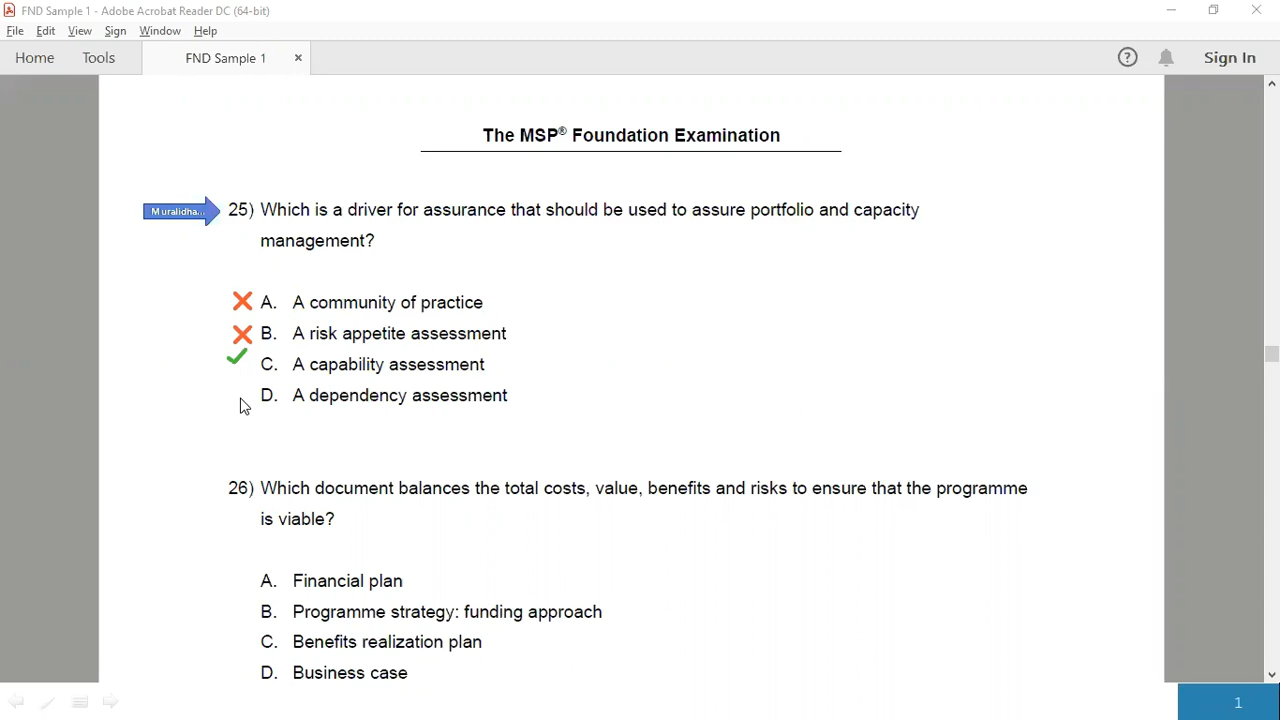 FND Sample 1 - Adobe Acrobat Reader DC (64-bit)
File Edit View Sign Window Help
Home Tools FND Sample 1 × Sign In
The MSP® Foundation Examination
Muralidha...
25) Which is a driver for assurance that should be used to assure portfolio and capacity
management?
A. A community of practice
B. A risk appetite assessment
C. A capability assessment
D. A dependency assessment
26) Which document balances the total costs, value, benefits and risks to ensure that the programme
is viable?
A. Financial plan
B. Programme strategy: funding approach
C. Benefits realization plan
D. Business case
1